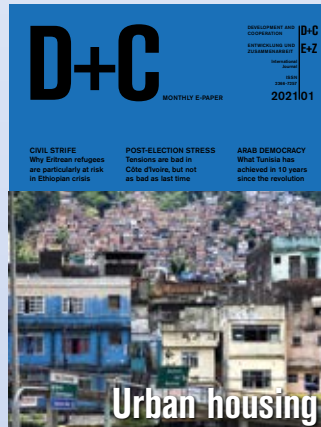 D+C
MONTHLY E-PAPER
DEVELOPMENT AND
COOPERATION
D+C
ENTWICKLUNG UND
ZUSAMMENARBEIT
E+Z
International
Journal
ISSN
2021 01
CIVIL STRIFE
Why Eritrean refugees
are particularly at risk
in Ethiopian crisis
POST-ELECTION STRESS
Tensions are bad in
Côte d'Ivoire, but not
as bad as last time
ARAB DEMOCRACY
What Tunisia has
achieved in 10 years
since the revolution
Urban housing